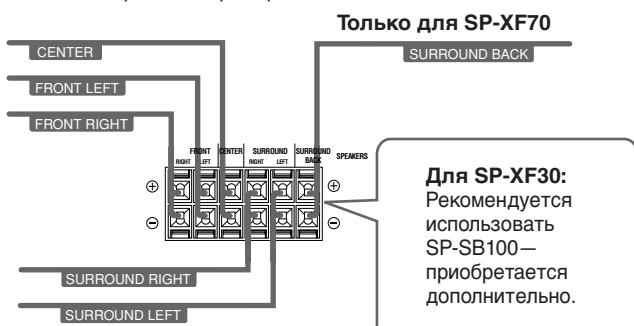 Только для SP-XF70
CENTER
SURROUND BACK
FRONT LEFT
FRONT RIGHT
FRONT CENTER SURROUND SURROUND BACK SPEAKERS
RIGHT LEFT RIGHT LEFT
+ +
− −
Для SP-XF30:
Рекомендуется
использовать
SP-SB100—
приобретается
дополнительно.
SURROUND RIGHT
SURROUND LEFT